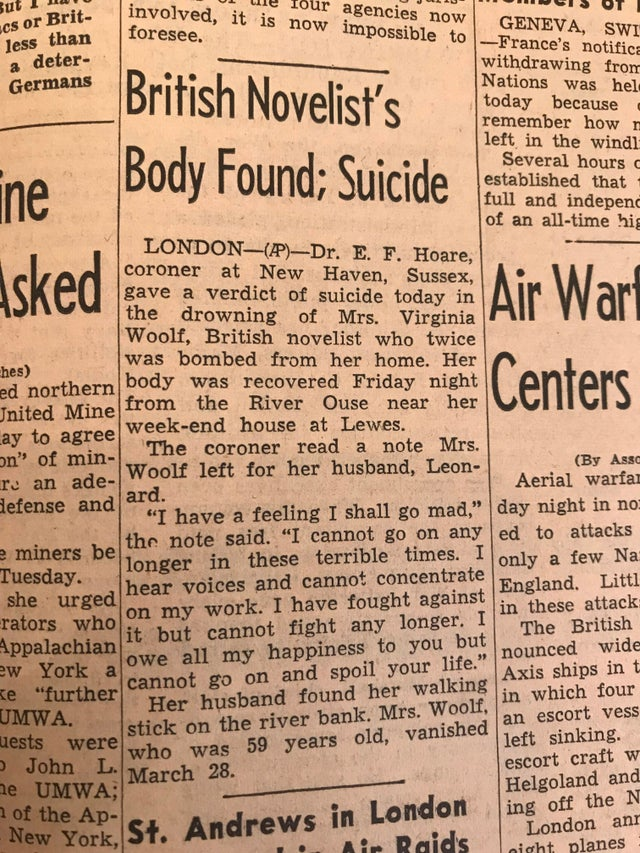 But I have
cs or Brit-
less than
a deter-
Germans
ine
Asked
hes)
ed northern
United Mine
ay to agree
on" of min-
an ade-
defense and
e miners be
Tuesday.
she urged
rators who
Appalachian
ew York a
ke "further
UMWA.
uests were
John L.
he UMWA;
n of the Ap-
New York,
the four agencies now
involved, it is now impossible to
foresee.
British Novelist's
Body Found; Suicide
LONDON—(AP)—Dr. E. F. Hoare,
coroner at New Haven, Sussex,
gave a verdict of suicide today in
the drowning of Mrs. Virginia
Woolf, British novelist who twice
was bombed from her home. Her
body was recovered Friday night
from the River Ouse near her
week-end house at Lewes.
The coroner read a note Mrs.
Woolf left for her husband, Leon-
ard.
"I have a feeling I shall go mad,"
the note said. "I cannot go on any
longer in these terrible times. I
hear voices and cannot concentrate
on my work. I have fought against
it but cannot fight any longer. I
owe all my happiness to you but
cannot go on and spoil your life."
Her husband found her walking
stick on the river bank. Mrs. Woolf,
who was 59 years old, vanished
March 28.
St. Andrews in London
Air Raids
GENEVA, SWI
—France's notifica
withdrawing from
Nations was hel
today because
remember how
left in the windl
Several hours
established that
full and independ
of an all-time hig
Air Warf
Centers
(By Asso
Aerial warfar
day night in no
ed to attacks
only a few Na
England. Littl
in these attack
The British
nounced wide
Axis ships in t
in which four
an escort vess
left sinking.
escort craft w
Helgoland and
ing off the N
London ann
eight planes